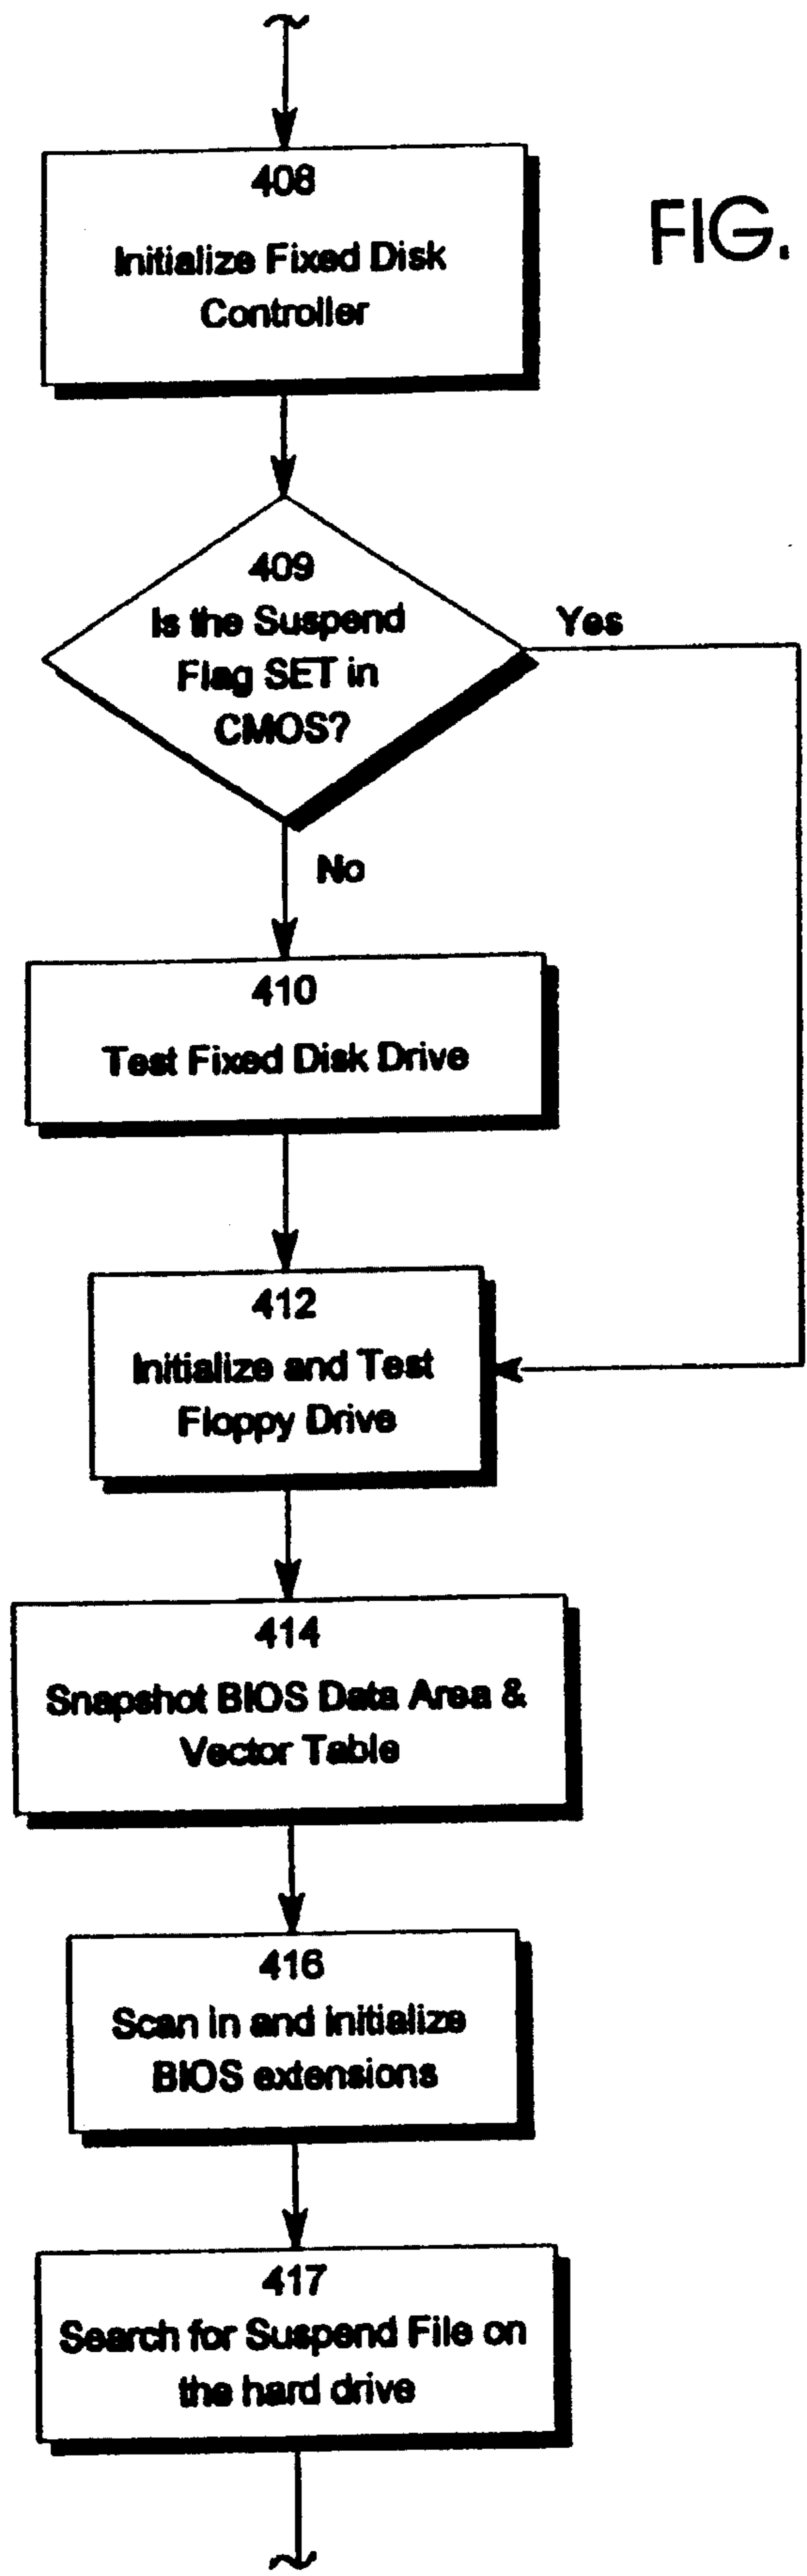 408
Initialize Fixed Disk
Controller
FIG.
409
Is the Suspend
Flag SET in
CMOS?
Yes
No
410
Test Fixed Disk Drive
412
Initialize and Test
Floppy Drive
414
Snapshot BIOS Data Area &
Vector Table
416
Scan in and initialize
BIOS extensions
417
Search for Suspend File on
the hard drive